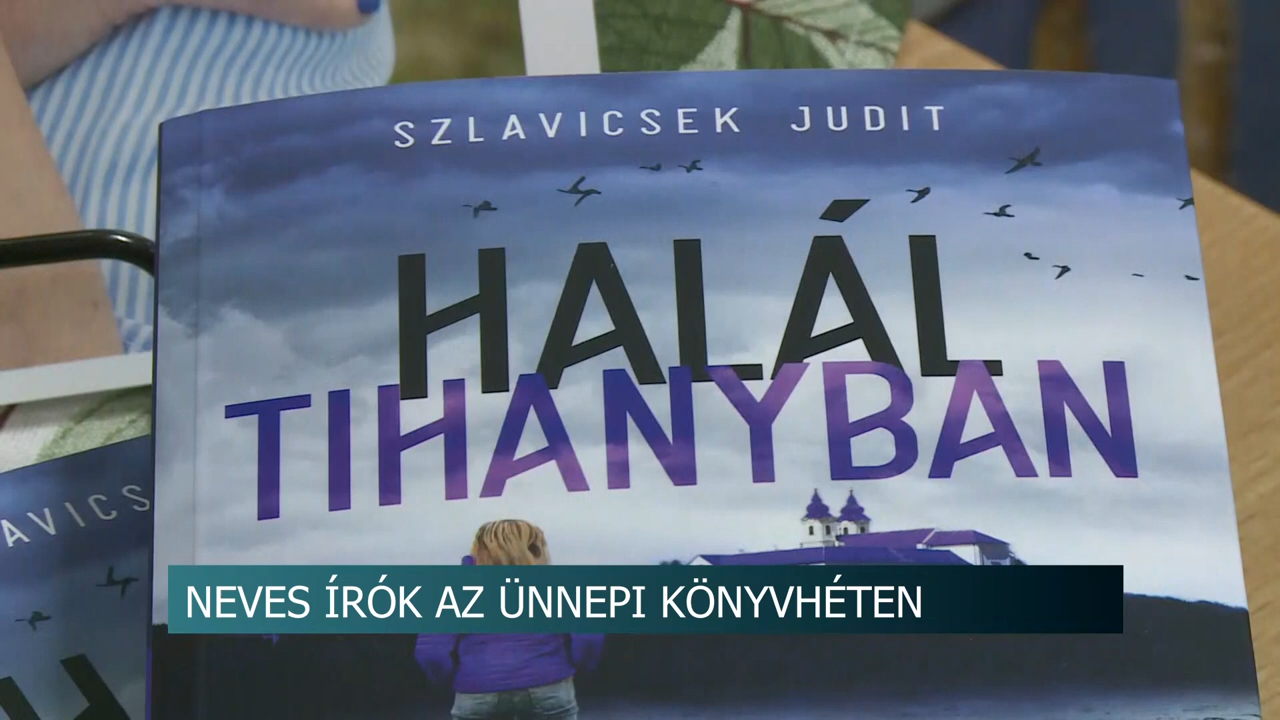 SZLAVICSEK JUDIT
HALÁL
TIHANYBAN
AVICS
NEVES ÍRÓK AZ ÜNNEPI KÖNYVHÉTEN
H